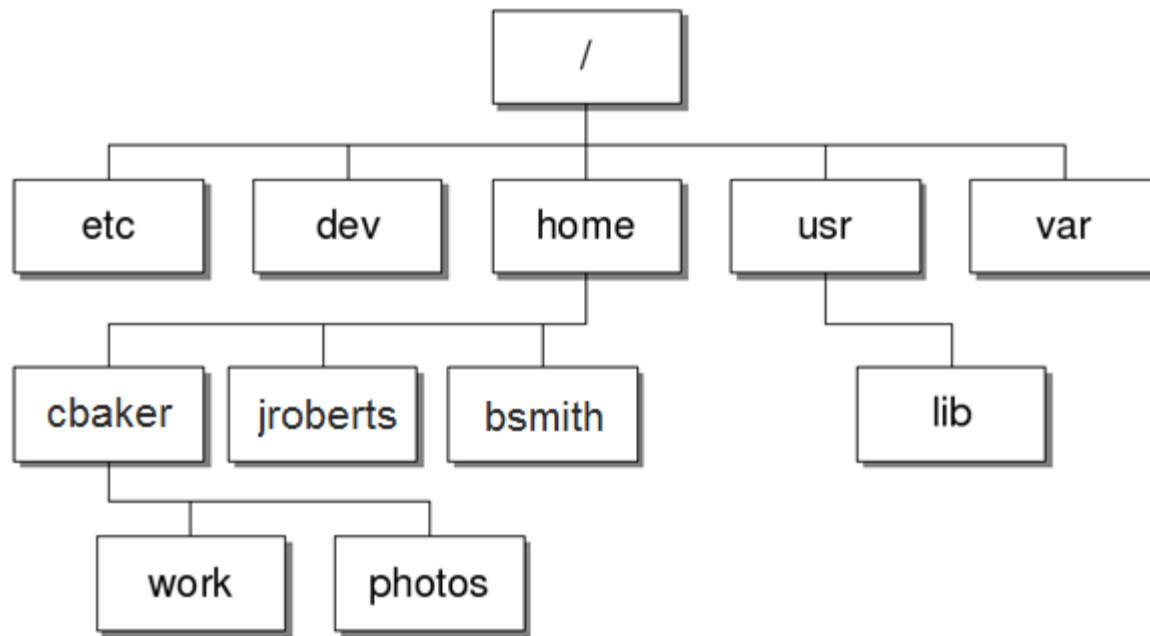 /
etc
dev
home
usr
var
cbaker
jroberts
bsmith
lib
work
photos